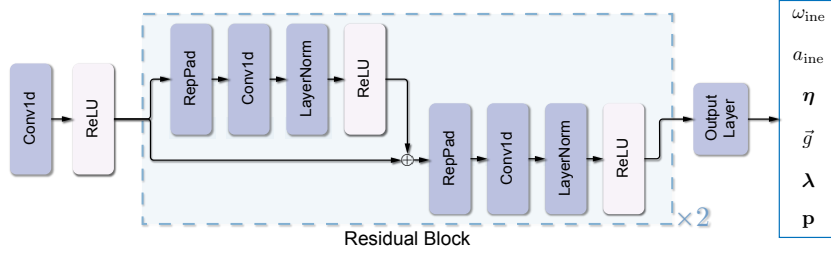 Conv1d
ReLU
RepPad
Conv1d
LayerNorm
ReLU
RepPad
Conv1d
LayerNorm
ReLU
×2
Residual Block
Output
Layer
ω_ine
a_ine
η
g⃗
λ
p